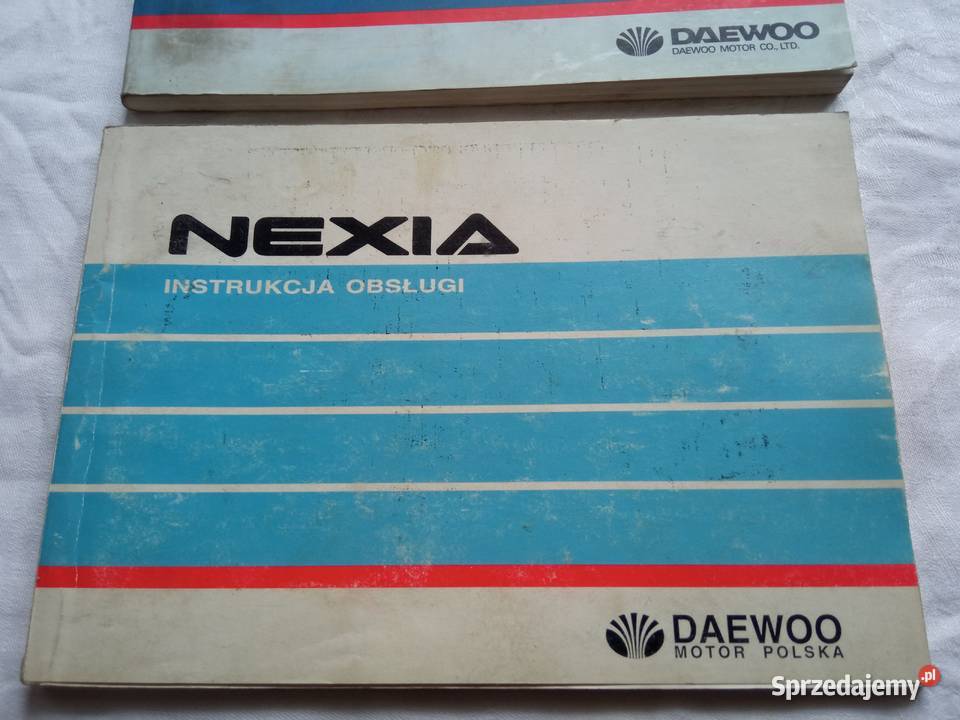 DAEWOO
DAEWOO MOTOR CO., LTD.
NEXIA
INSTRUKCJA OBSŁUGI
DAEWOO
MOTOR POLSKA
Sprzedajemy.pl